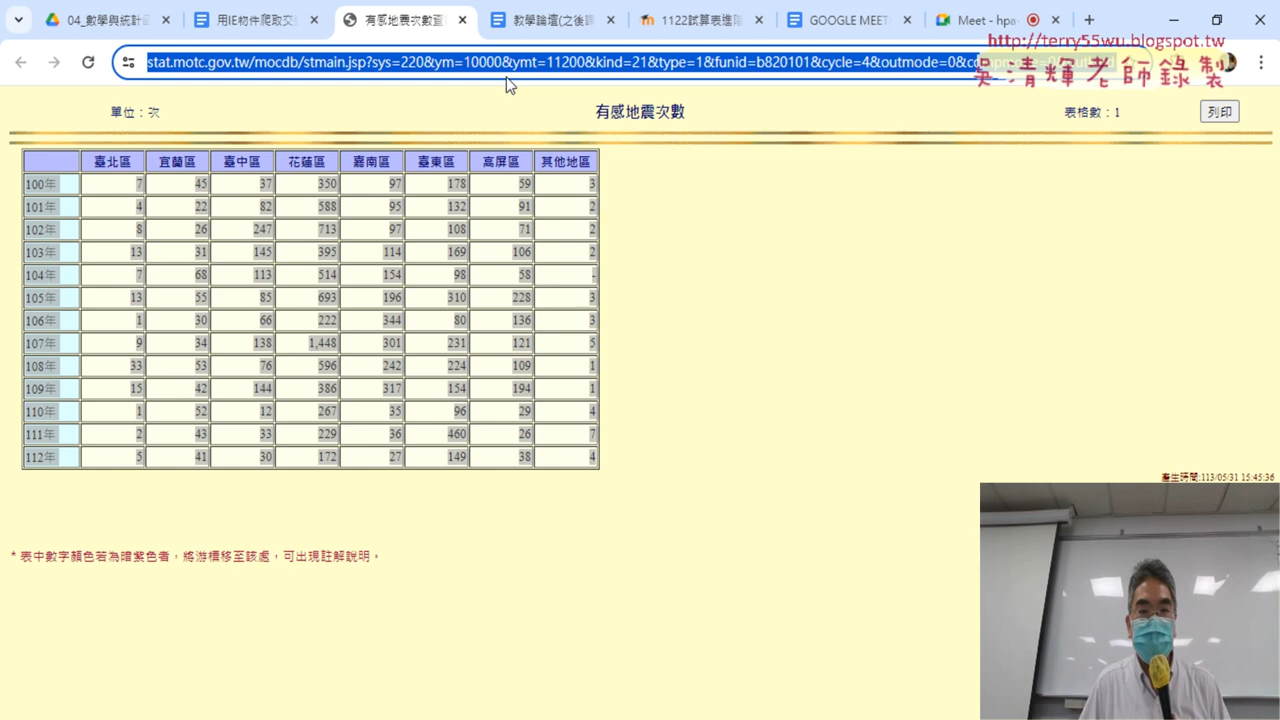 04_數學與統計函
用IE物件爬取交
有感地震次數查
教學論壇(之後課
1122試算表進階
GOOGLE MEET
Meet - hpa
http://terry55wu.blogspot.tw
stat.motc.gov.tw/mocdb/stmain.jsp?sys=220&ym=10000&ymt=11200&kind=21&type=1&funid=b820101&cycle=4&outmode=0&c
吳清輝老師錄製
單位：次 有感地震次數 表格數：1 列印
臺北區 宜蘭區 臺中區 花蓮區 嘉南區 臺東區 高屏區 其他地區
100年 7 45 37 350 97 178 59 3
101年 4 22 82 588 95 132 91 2
102年 8 26 247 713 97 108 71 2
103年 13 31 145 395 114 169 106 2
104年 7 68 113 514 154 98 58 -
105年 13 55 85 693 196 310 228 3
106年 1 30 66 222 344 80 136 3
107年 9 34 138 1,448 301 231 121 5
108年 33 53 76 596 242 224 109 1
109年 15 42 144 386 317 154 194 1
110年 1 52 12 267 35 96 29 4
111年 2 43 33 229 36 460 26 7
112年 5 41 30 172 27 149 38 4
產生時間:113/05/31 15:45:36
* 表中數字顏色若為暗紫色者，將游標移至該處，可出現註解說明。